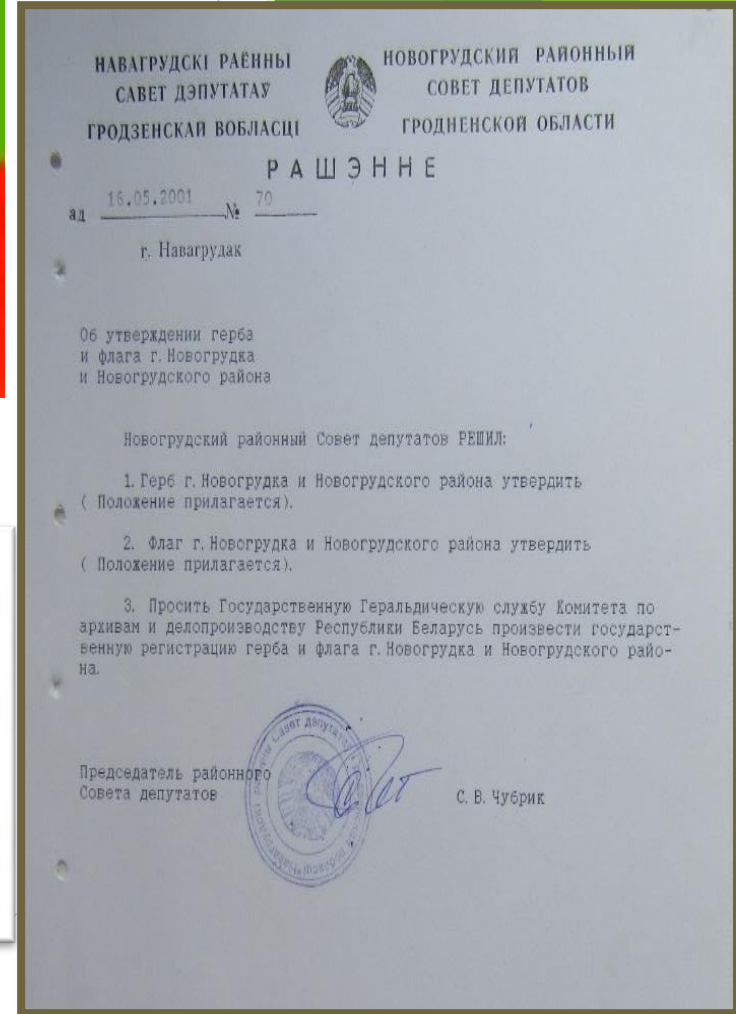 НАВАГРУДСКІ РАЁННЫ
САВЕТ ДЭПУТАТАЎ
ГРОДЗЕНСКАЙ ВОБЛАСЦІ
НОВОГРУДСКИЙ РАЙОННЫЙ
СОВЕТ ДЕПУТАТОВ
ГРОДНЕНСКОЙ ОБЛАСТИ
РАШЭННЕ
ад 16.05.2001 № 70
г. Навагрудак
Об утверждении герба
и флага г.Новогрудка
и Новогрудского района
Новогрудский районный Совет депутатов РЕШИЛ:
1. Герб г.Новогрудка и Новогрудского района утвердить
( Положение прилагается).
2. Флаг г.Новогрудка и Новогрудского района утвердить
( Положение прилагается).
3. Просить Государственную Геральдическую службу Комитета по
архивам и делопроизводству Республики Беларусь произвести государст-
венную регистрацию герба и флага г.Новогрудка и Новогрудского райо-
на.
Председатель районного
Совета депутатов
С.В.Чубрик